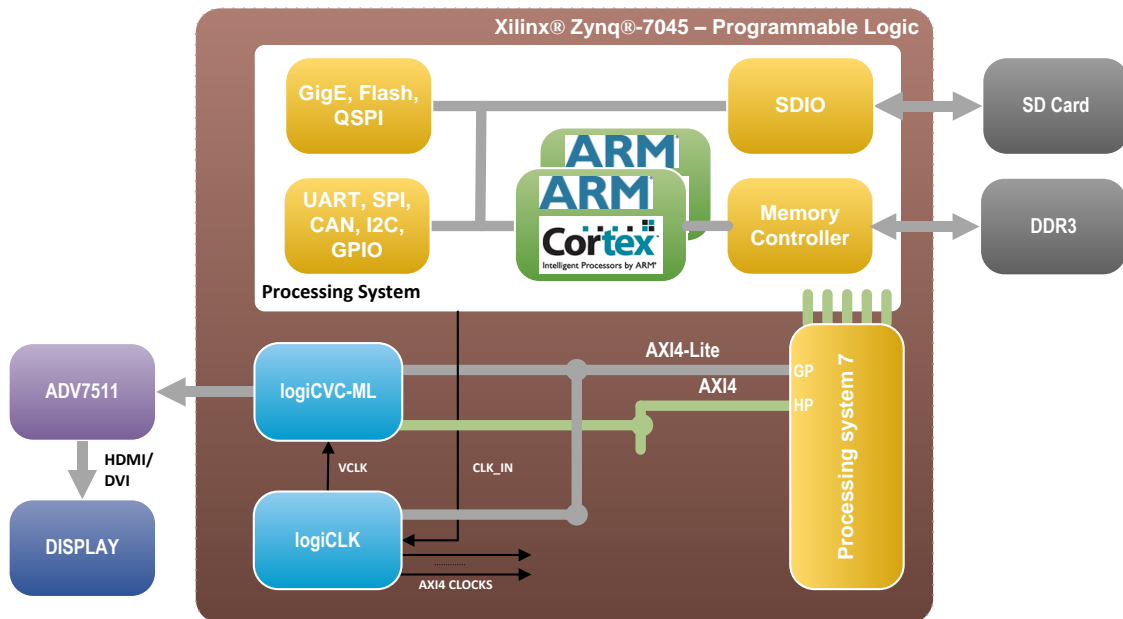 Xilinx® Zynq®-7045 – Programmable Logic
GigE, Flash,
QSPI
SDIO
SD Card
ARM®
ARM®
Cortex
Intelligent Processors by ARM®
UART, SPI,
CAN, I2C,
GPIO
Memory
Controller
DDR3
Processing System
ADV7511
logiCVC-ML
AXI4-Lite
AXI4
GP
HP
Processing system 7
HDMI/
DVI
VCLK
CLK_IN
DISPLAY
logiCLK
..............
AXI4 CLOCKS